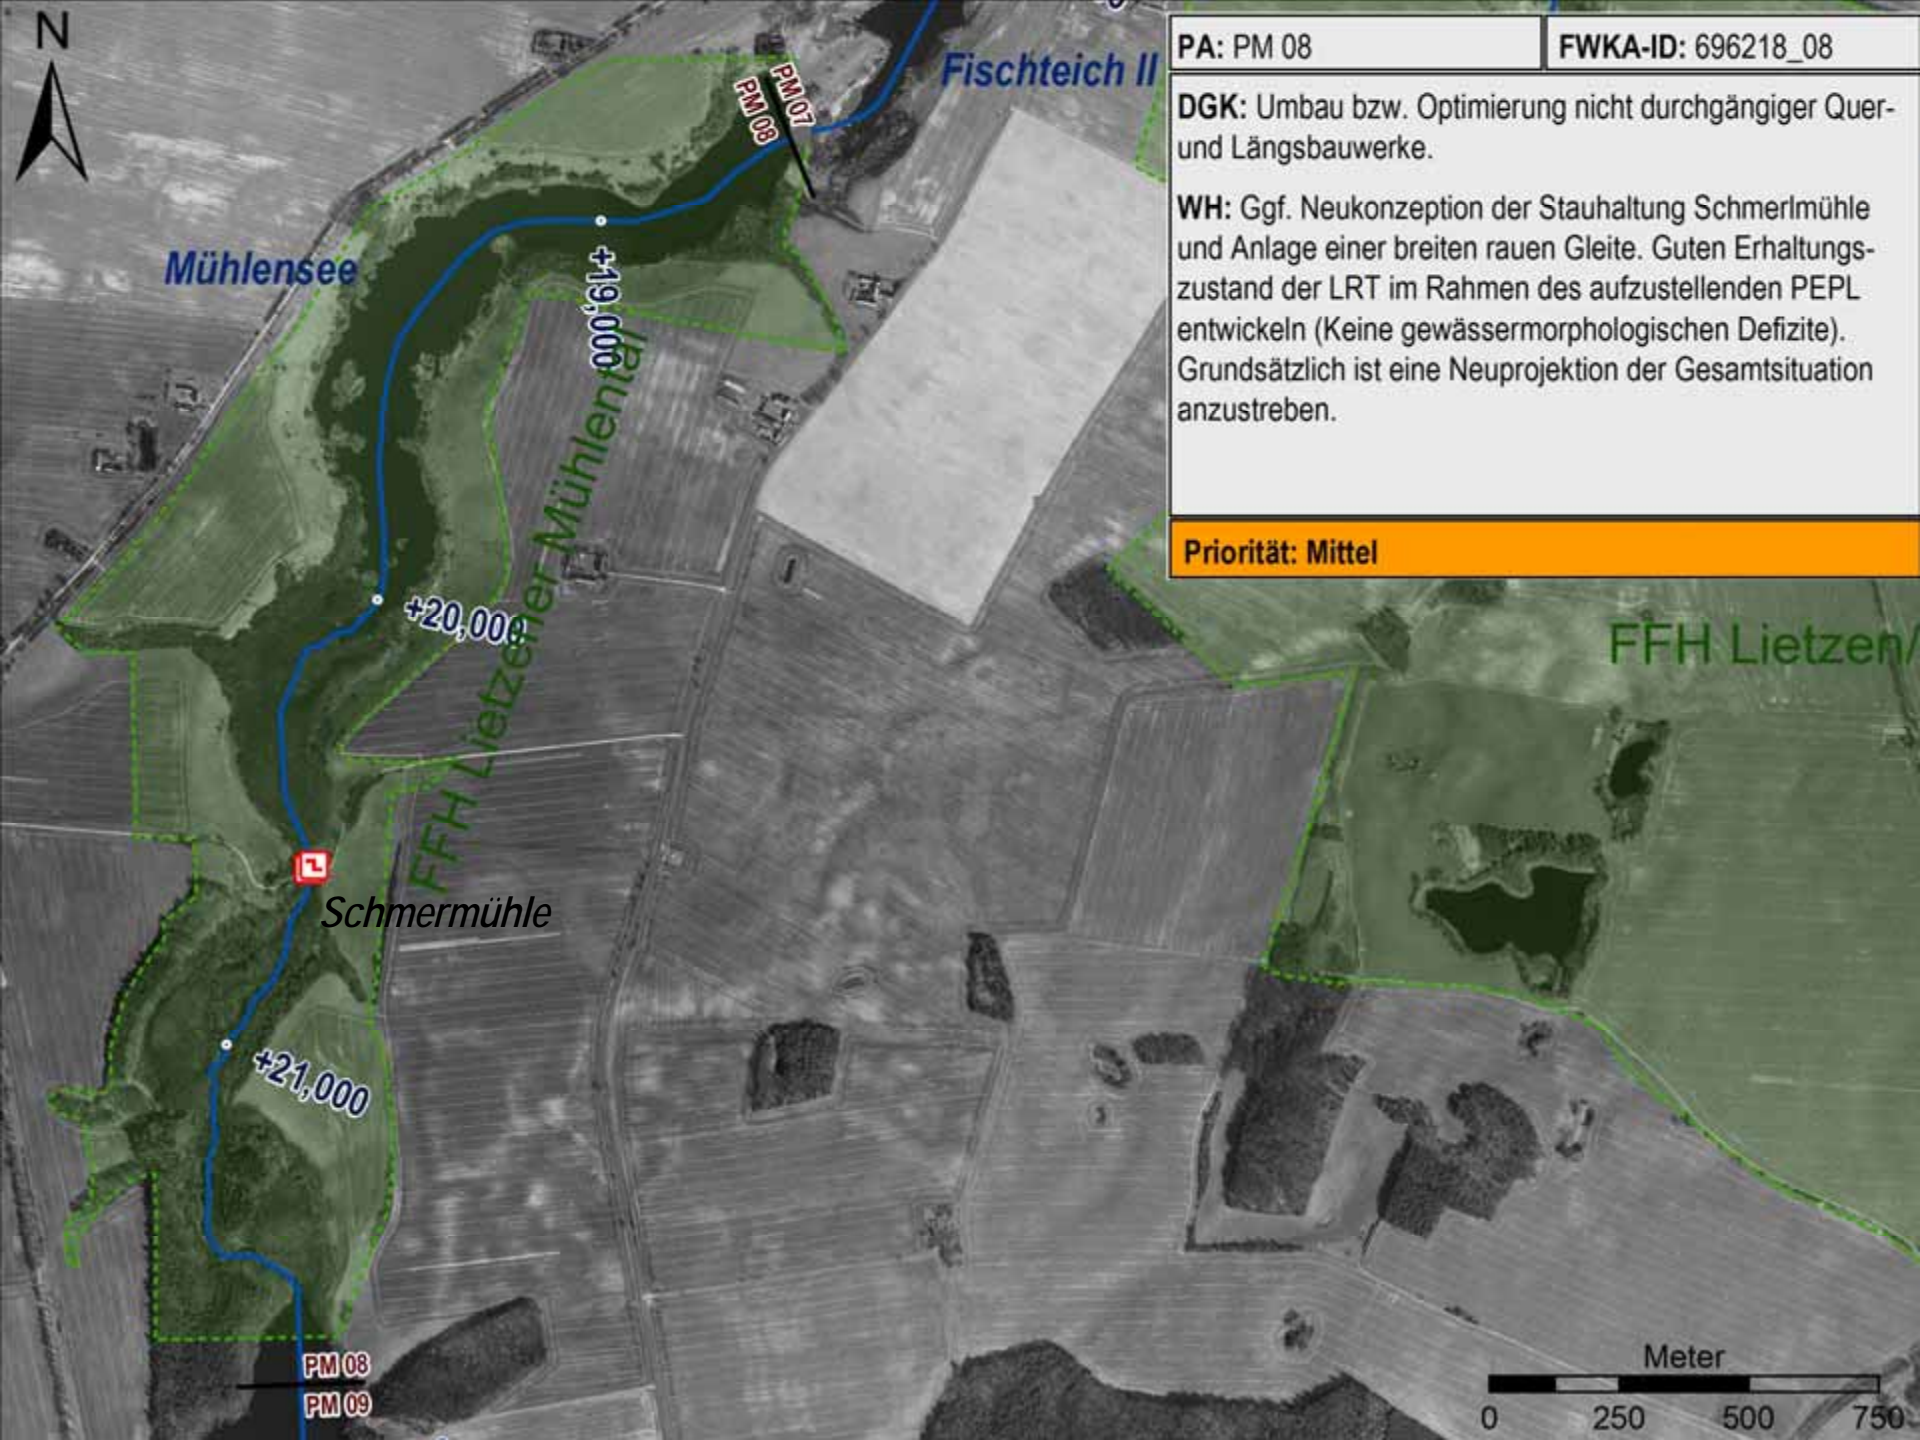 N
Fischteich II
PM 07
PM 08
Mühlensee
+19,000
FFH Lietzener Mühlental
+20,000
Schmermühle
+21,000
PM 08
PM 09
PA: PM 08
FWKA-ID: 696218_08
DGK: Umbau bzw. Optimierung nicht durchgängiger Quer-
und Längsbauwerke.
WH: Ggf. Neukonzeption der Stauhaltung Schmerlmühle
und Anlage einer breiten rauen Gleite. Guten Erhaltungs-
zustand der LRT im Rahmen des aufzustellenden PEPL
entwickeln (Keine gewässermorphologischen Defizite).
Grundsätzlich ist eine Neuprojektion der Gesamtsituation
anzustreben.
Priorität: Mittel
FFH Lietzen/
Meter
0 250 500 750